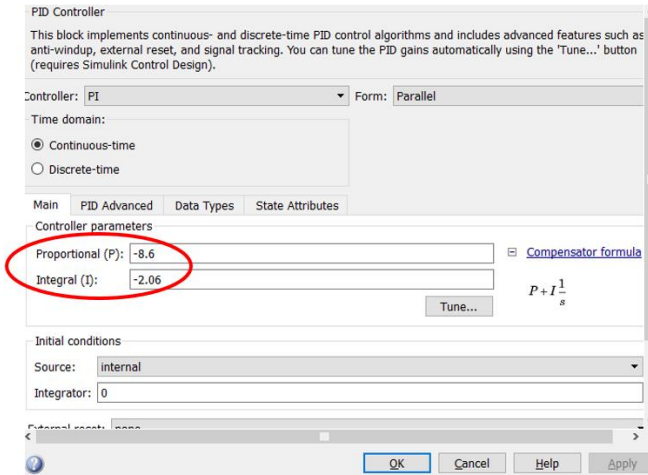 PID Controller
This block implements continuous- and discrete-time PID control algorithms and includes advanced features such as
anti-windup, external reset, and signal tracking. You can tune the PID gains automatically using the 'Tune...' button
(requires Simulink Control Design).
Controller: PI Form: Parallel
Time domain:
Continuous-time
Discrete-time
Main PID Advanced Data Types State Attributes
Controller parameters
Proportional (P): -8.6 Compensator formula
Integral (I): -2.06
P+I 1/s
Tune...
Initial conditions
Source: internal
Integrator: 0
External reset: none
OK Cancel Help Apply